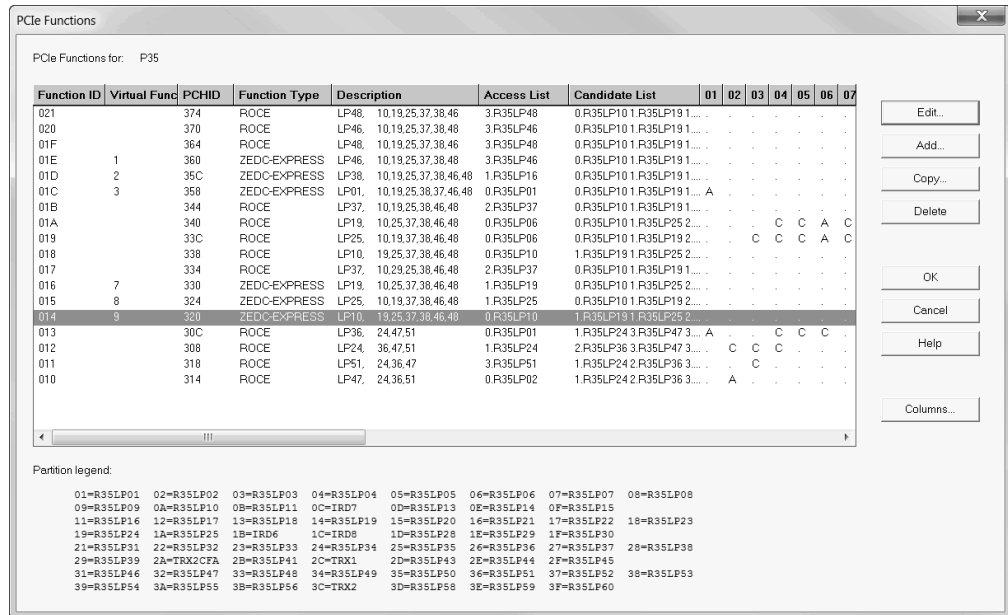 PCIe Functions
X
PCIe Functions for: P35
Function ID Virtual Func PCHID Function Type Description Access List Candidate List 01 02 03 04 05 06 07
021 374 ROCE LP48, 10,19,25,37,38,46 3.R35LP48 0.R35LP10 1.R35LP19 1.... . . . . . . .
020 370 ROCE LP46, 10,19,25,37,38,48 3.R35LP46 0.R35LP10 1.R35LP19 1.... . . . . . . .
01F 364 ROCE LP48, 10,19,25,37,38,46 3.R35LP48 0.R35LP10 1.R35LP19 1.... . . . . . . .
01E 1 360 ZEDC-EXPRESS LP46, 10,19,25,37,38,48 3.R35LP46 0.R35LP10 1.R35LP19 1.... . . . . . . .
01D 2 35C ZEDC-EXPRESS LP38, 10,19,25,37,46,48 1.R35LP16 0.R35LP10 1.R35LP19 1.... . . . . . . .
01C 3 358 ZEDC-EXPRESS LP01, 10,19,25,38,37,46,48 0.R35LP01 0.R35LP10 1.R35LP19 1.... A . . . . . .
01B 344 ROCE LP37, 10,19,25,38,46,48 2.R35LP37 0.R35LP10 1.R35LP19 1.... . . . . . . .
01A 340 ROCE LP19, 10,25,37,38,46,48 0.R35LP06 0.R35LP10 1.R35LP25 2.... . . . C C A C
019 33C ROCE LP25, 10,19,37,38,46,48 0.R35LP06 0.R35LP10 1.R35LP19 2.... . . C C C A C
018 338 ROCE LP10, 19,25,37,38,46,48 0.R35LP10 1.R35LP19 1.R35LP25 2.... . . . . . . .
017 334 ROCE LP37, 10,29,25,38,46,48 2.R35LP37 0.R35LP10 1.R35LP19 1.... . . . . . . .
016 7 330 ZEDC-EXPRESS LP19, 10,25,37,38,46,48 1.R35LP19 0.R35LP10 1.R35LP25 2.... . . . . . . .
015 8 324 ZEDC-EXPRESS LP25, 10,19,37,38,46,48 1.R35LP25 0.R35LP10 1.R35LP19 2.... . . . . . . .
014 9 320 ZEDC-EXPRESS LP10, 19,25,37,38,46,48 0.R35LP10 1.R35LP19 1.R35LP25 2.... . . . . . . .
013 30C ROCE LP36, 24,47,51 0.R35LP01 1.R35LP24 3.R35LP47 3.... A . . C C C .
012 308 ROCE LP24, 36,47,51 1.R35LP24 2.R35LP36 3.R35LP47 3.... . C C C . . .
011 318 ROCE LP51, 24,36,47 3.R35LP51 1.R35LP24 2.R35LP36 3.... . . C . . . .
010 314 ROCE LP47, 24,36,51 0.R35LP02 1.R35LP24 2.R35LP36 3.... . A . . . . .
Edit...
Add...
Copy...
Delete
OK
Cancel
Help
Columns...
Partition legend:
01=R35LP01 02=R35LP02 03=R35LP03 04=R35LP04 05=R35LP05 06=R35LP06 07=R35LP07 08=R35LP08
09=R35LP09 0A=R35LP10 0B=R35LP11 0C=IRD7 0D=R35LP13 0E=R35LP14 0F=R35LP15
11=R35LP16 12=R35LP17 13=R35LP18 14=R35LP19 15=R35LP20 16=R35LP21 17=R35LP22 18=R35LP23
19=R35LP24 1A=R35LP25 1B=IRD6 1C=IRD8 1D=R35LP28 1E=R35LP29 1F=R35LP30
21=R35LP31 22=R35LP32 23=R35LP33 24=R35LP34 25=R35LP35 26=R35LP36 27=R35LP37 28=R35LP38
29=R35LP39 2A=TRX2CFA 2B=R35LP41 2C=TRX1 2D=R35LP43 2E=R35LP44 2F=R35LP45
31=R35LP46 32=R35LP47 33=R35LP48 34=R35LP49 35=R35LP50 36=R35LP51 37=R35LP52 38=R35LP53
39=R35LP54 3A=R35LP55 3B=R35LP56 3C=TRX2 3D=R35LP58 3E=R35LP59 3F=R35LP60